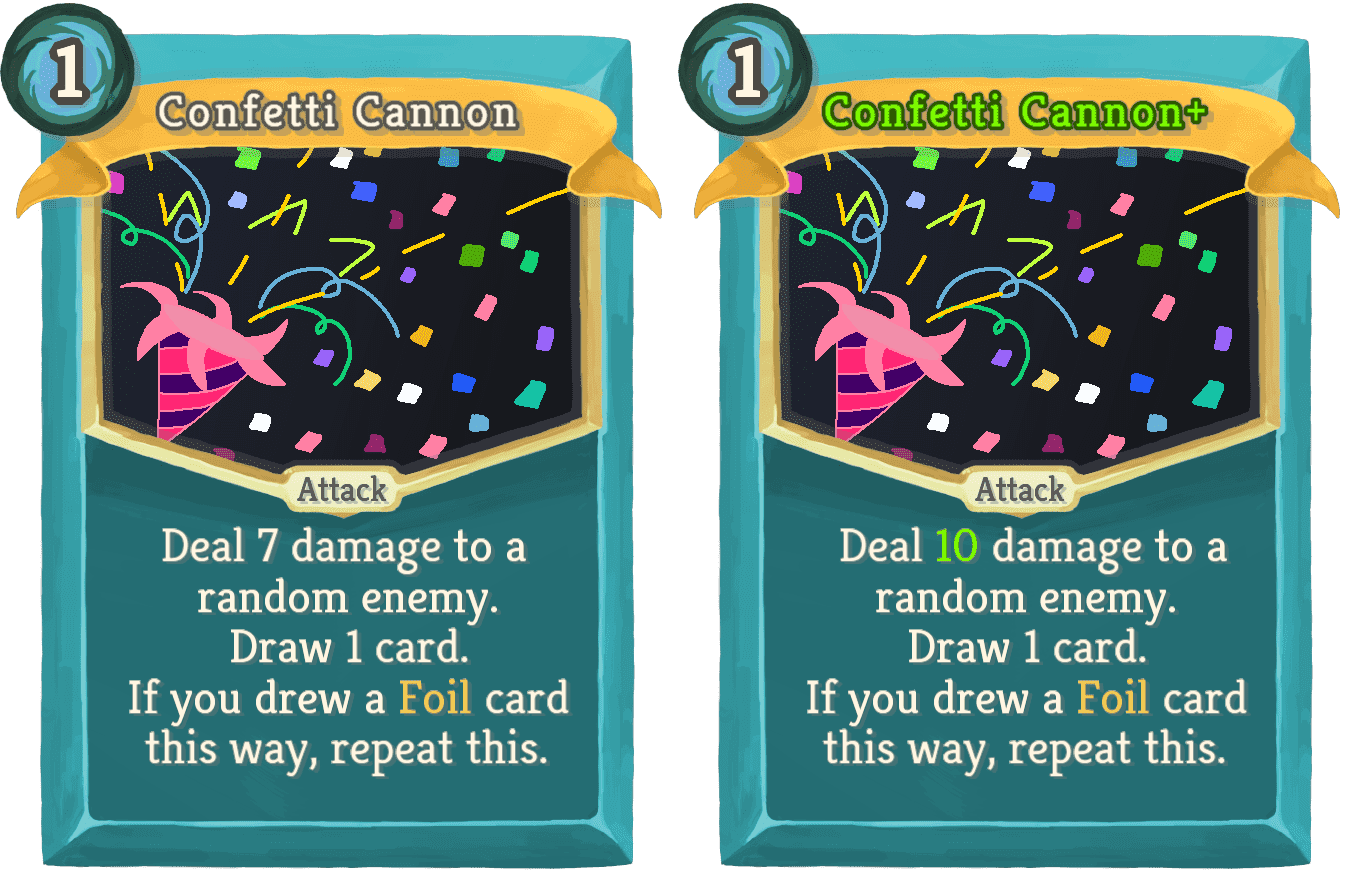 1
Confetti Cannon
Attack
Deal 7 damage to a
random enemy.
Draw 1 card.
If you drew a Foil card
this way, repeat this.
1
Confetti Cannon+
Attack
Deal 10 damage to a
random enemy.
Draw 1 card.
If you drew a Foil card
this way, repeat this.